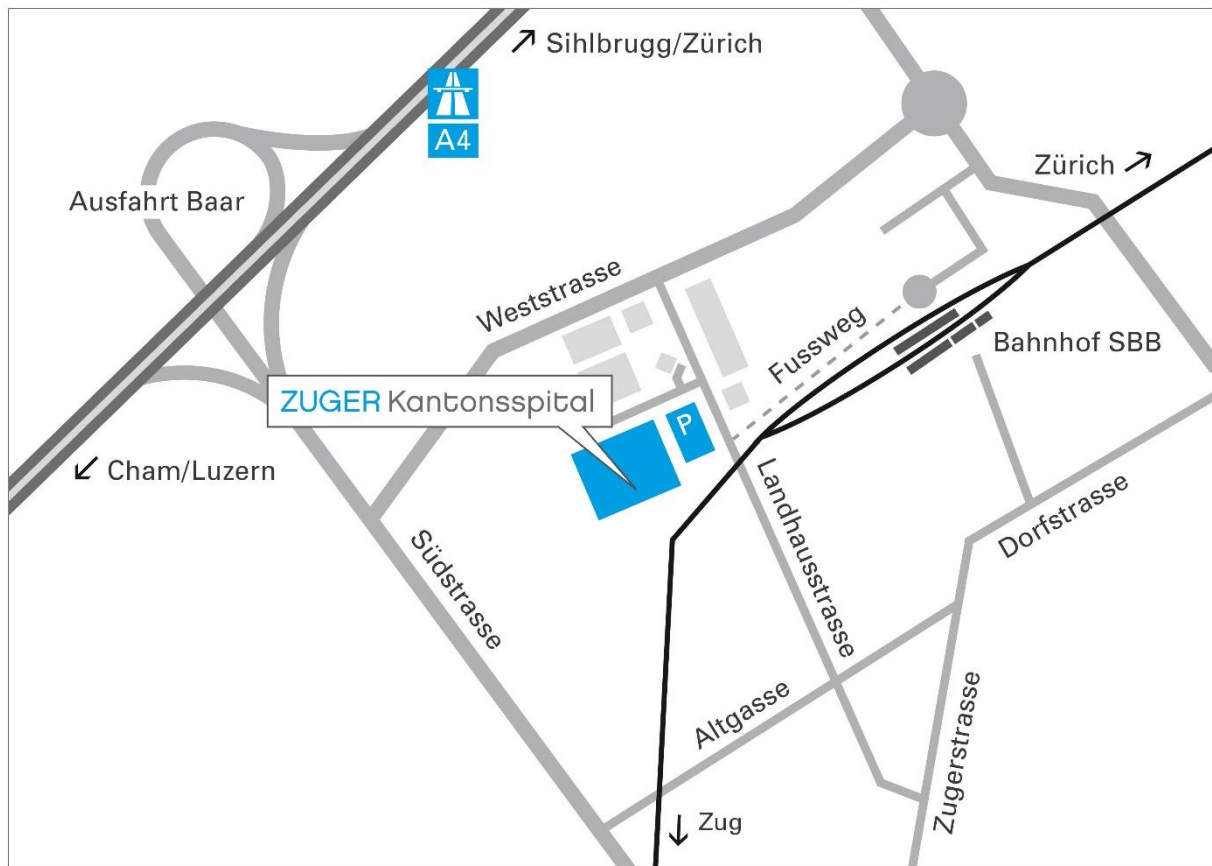 Sihlbrugg/Zürich
A4
Zürich
Ausfahrt Baar
Weststrasse
Fussweg
Bahnhof SBB
ZUGER Kantonsspital
P
Cham/Luzern
Landhausstrasse
Dorfstrasse
Südstrasse
Altgasse
Zugerstrasse
Zug